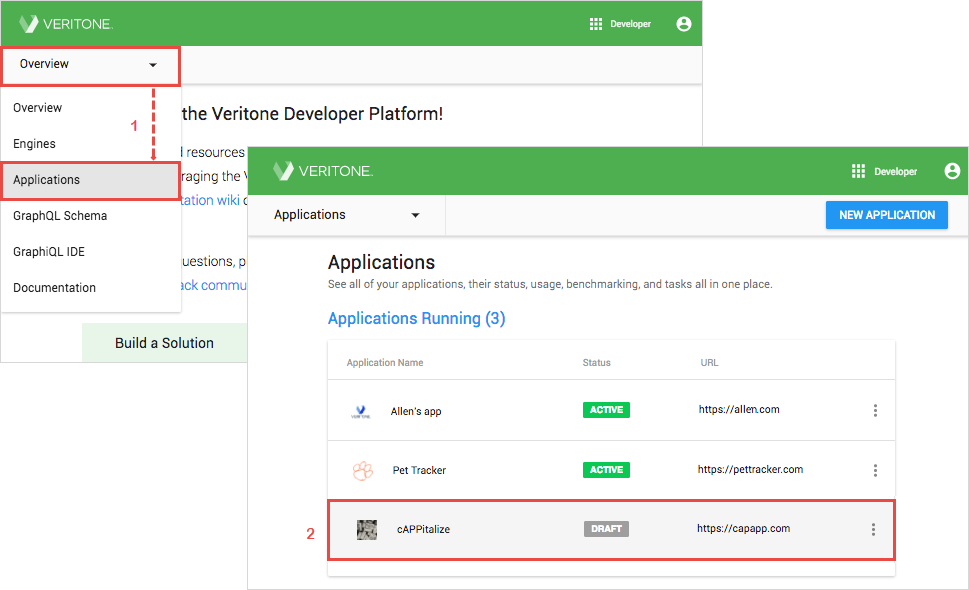 VERITONE.
Developer
Overview
Overview
Engines
Applications
GraphQL Schema
GraphiQL IDE
Documentation
1
the Veritone Developer Platform!
resources
raging the
tation wiki
uestions, p
ack commu
Build a Solution
VERITONE.
Developer
Applications
NEW APPLICATION
Applications
See all of your applications, their status, usage, benchmarking, and tasks all in one place.
Applications Running (3)
Application Name Status URL
Allen's app ACTIVE https://allen.com
Pet Tracker ACTIVE https://pettracker.com
2
cAPPitalize DRAFT https://capapp.com